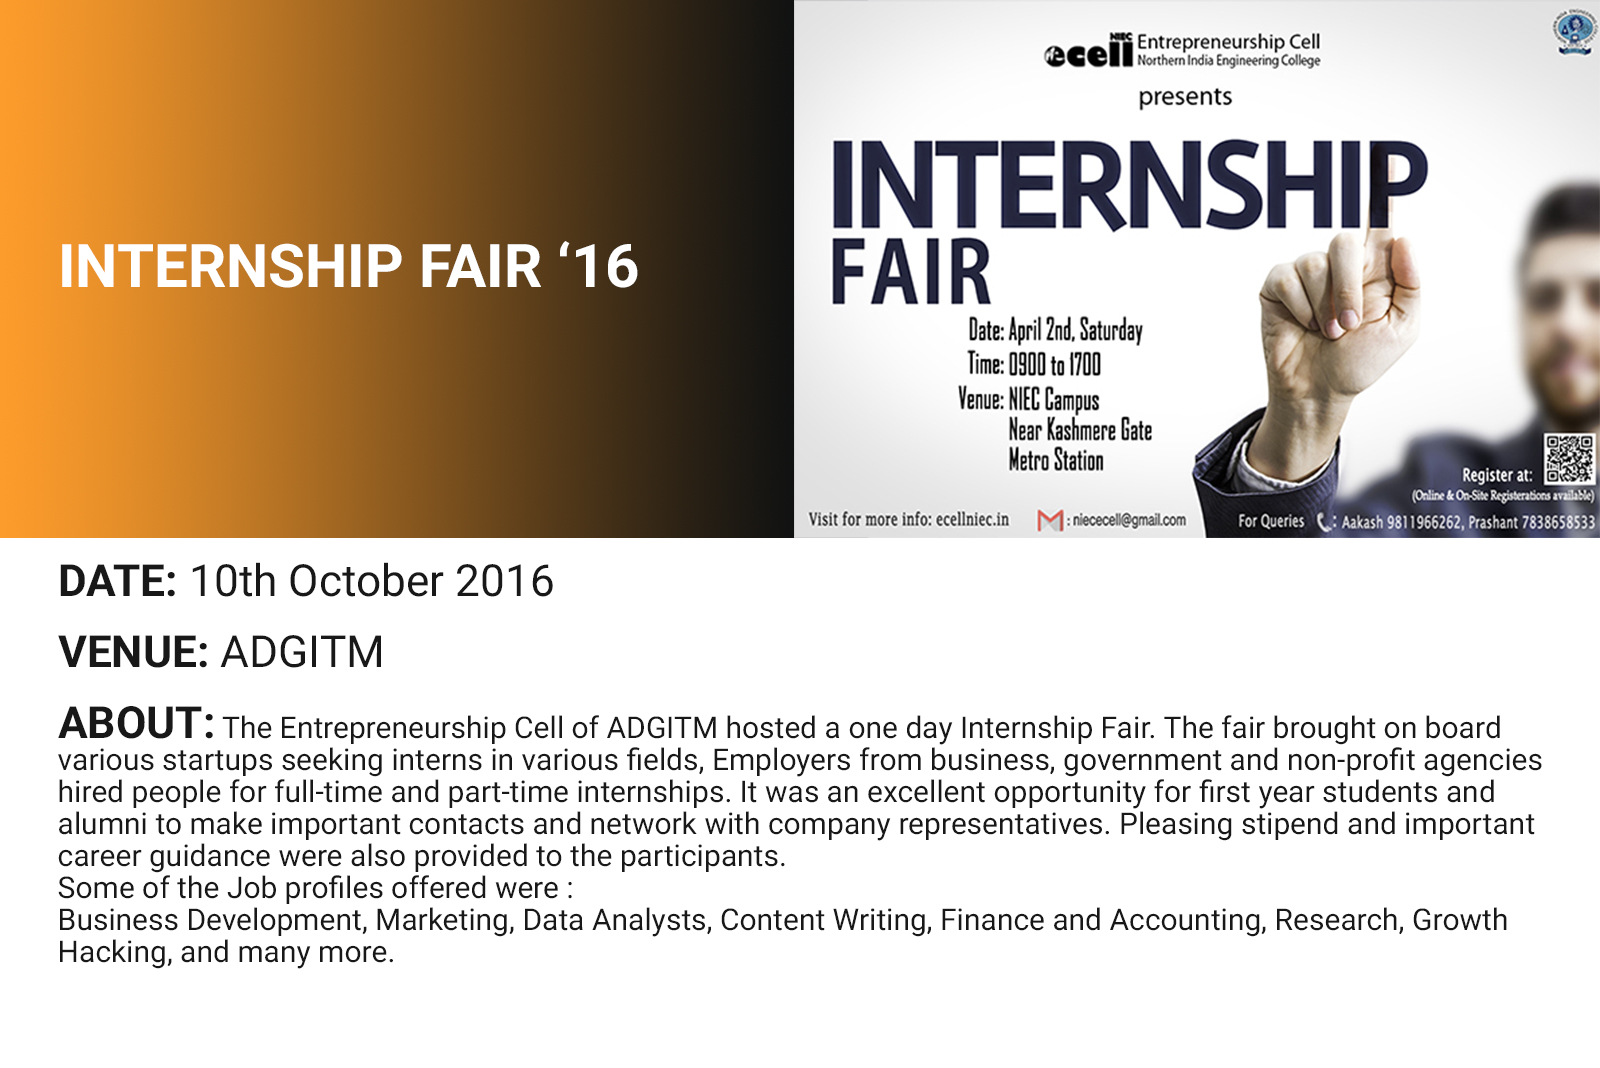 INTERNSHIP FAIR ‘16
NIEC
ecell Entrepreneurship Cell
Northern India Engineering College
presents
INTERNSHIP
FAIR
Date: April 2nd, Saturday
Time: 0900 to 1700
Venue: NIEC Campus
Near Kashmere Gate
Metro Station
Register at:
(Online & On-Site Registerations available)
Visit for more info: ecellniec.in : niececell@gmail.com For Queries : Aakash 9811966262, Prashant 7838658533
DATE: 10th October 2016
VENUE: ADGITM
ABOUT: The Entrepreneurship Cell of ADGITM hosted a one day Internship Fair. The fair brought on board
various startups seeking interns in various fields, Employers from business, government and non-profit agencies
hired people for full-time and part-time internships. It was an excellent opportunity for first year students and
alumni to make important contacts and network with company representatives. Pleasing stipend and important
career guidance were also provided to the participants.
Some of the Job profiles offered were :
Business Development, Marketing, Data Analysts, Content Writing, Finance and Accounting, Research, Growth
Hacking, and many more.